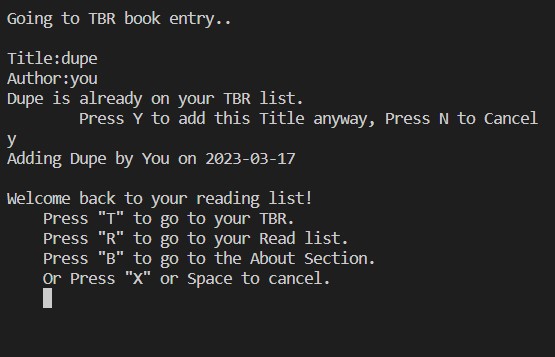 Going to TBR book entry..
Title:dupe
Author:you
Dupe is already on your TBR list.
Press Y to add this Title anyway, Press N to Cancel
y
Adding Dupe by You on 2023-03-17
Welcome back to your reading list!
Press "T" to go to your TBR.
Press "R" to go to your Read list.
Press "B" to go to the About Section.
Or Press "X" or Space to cancel.